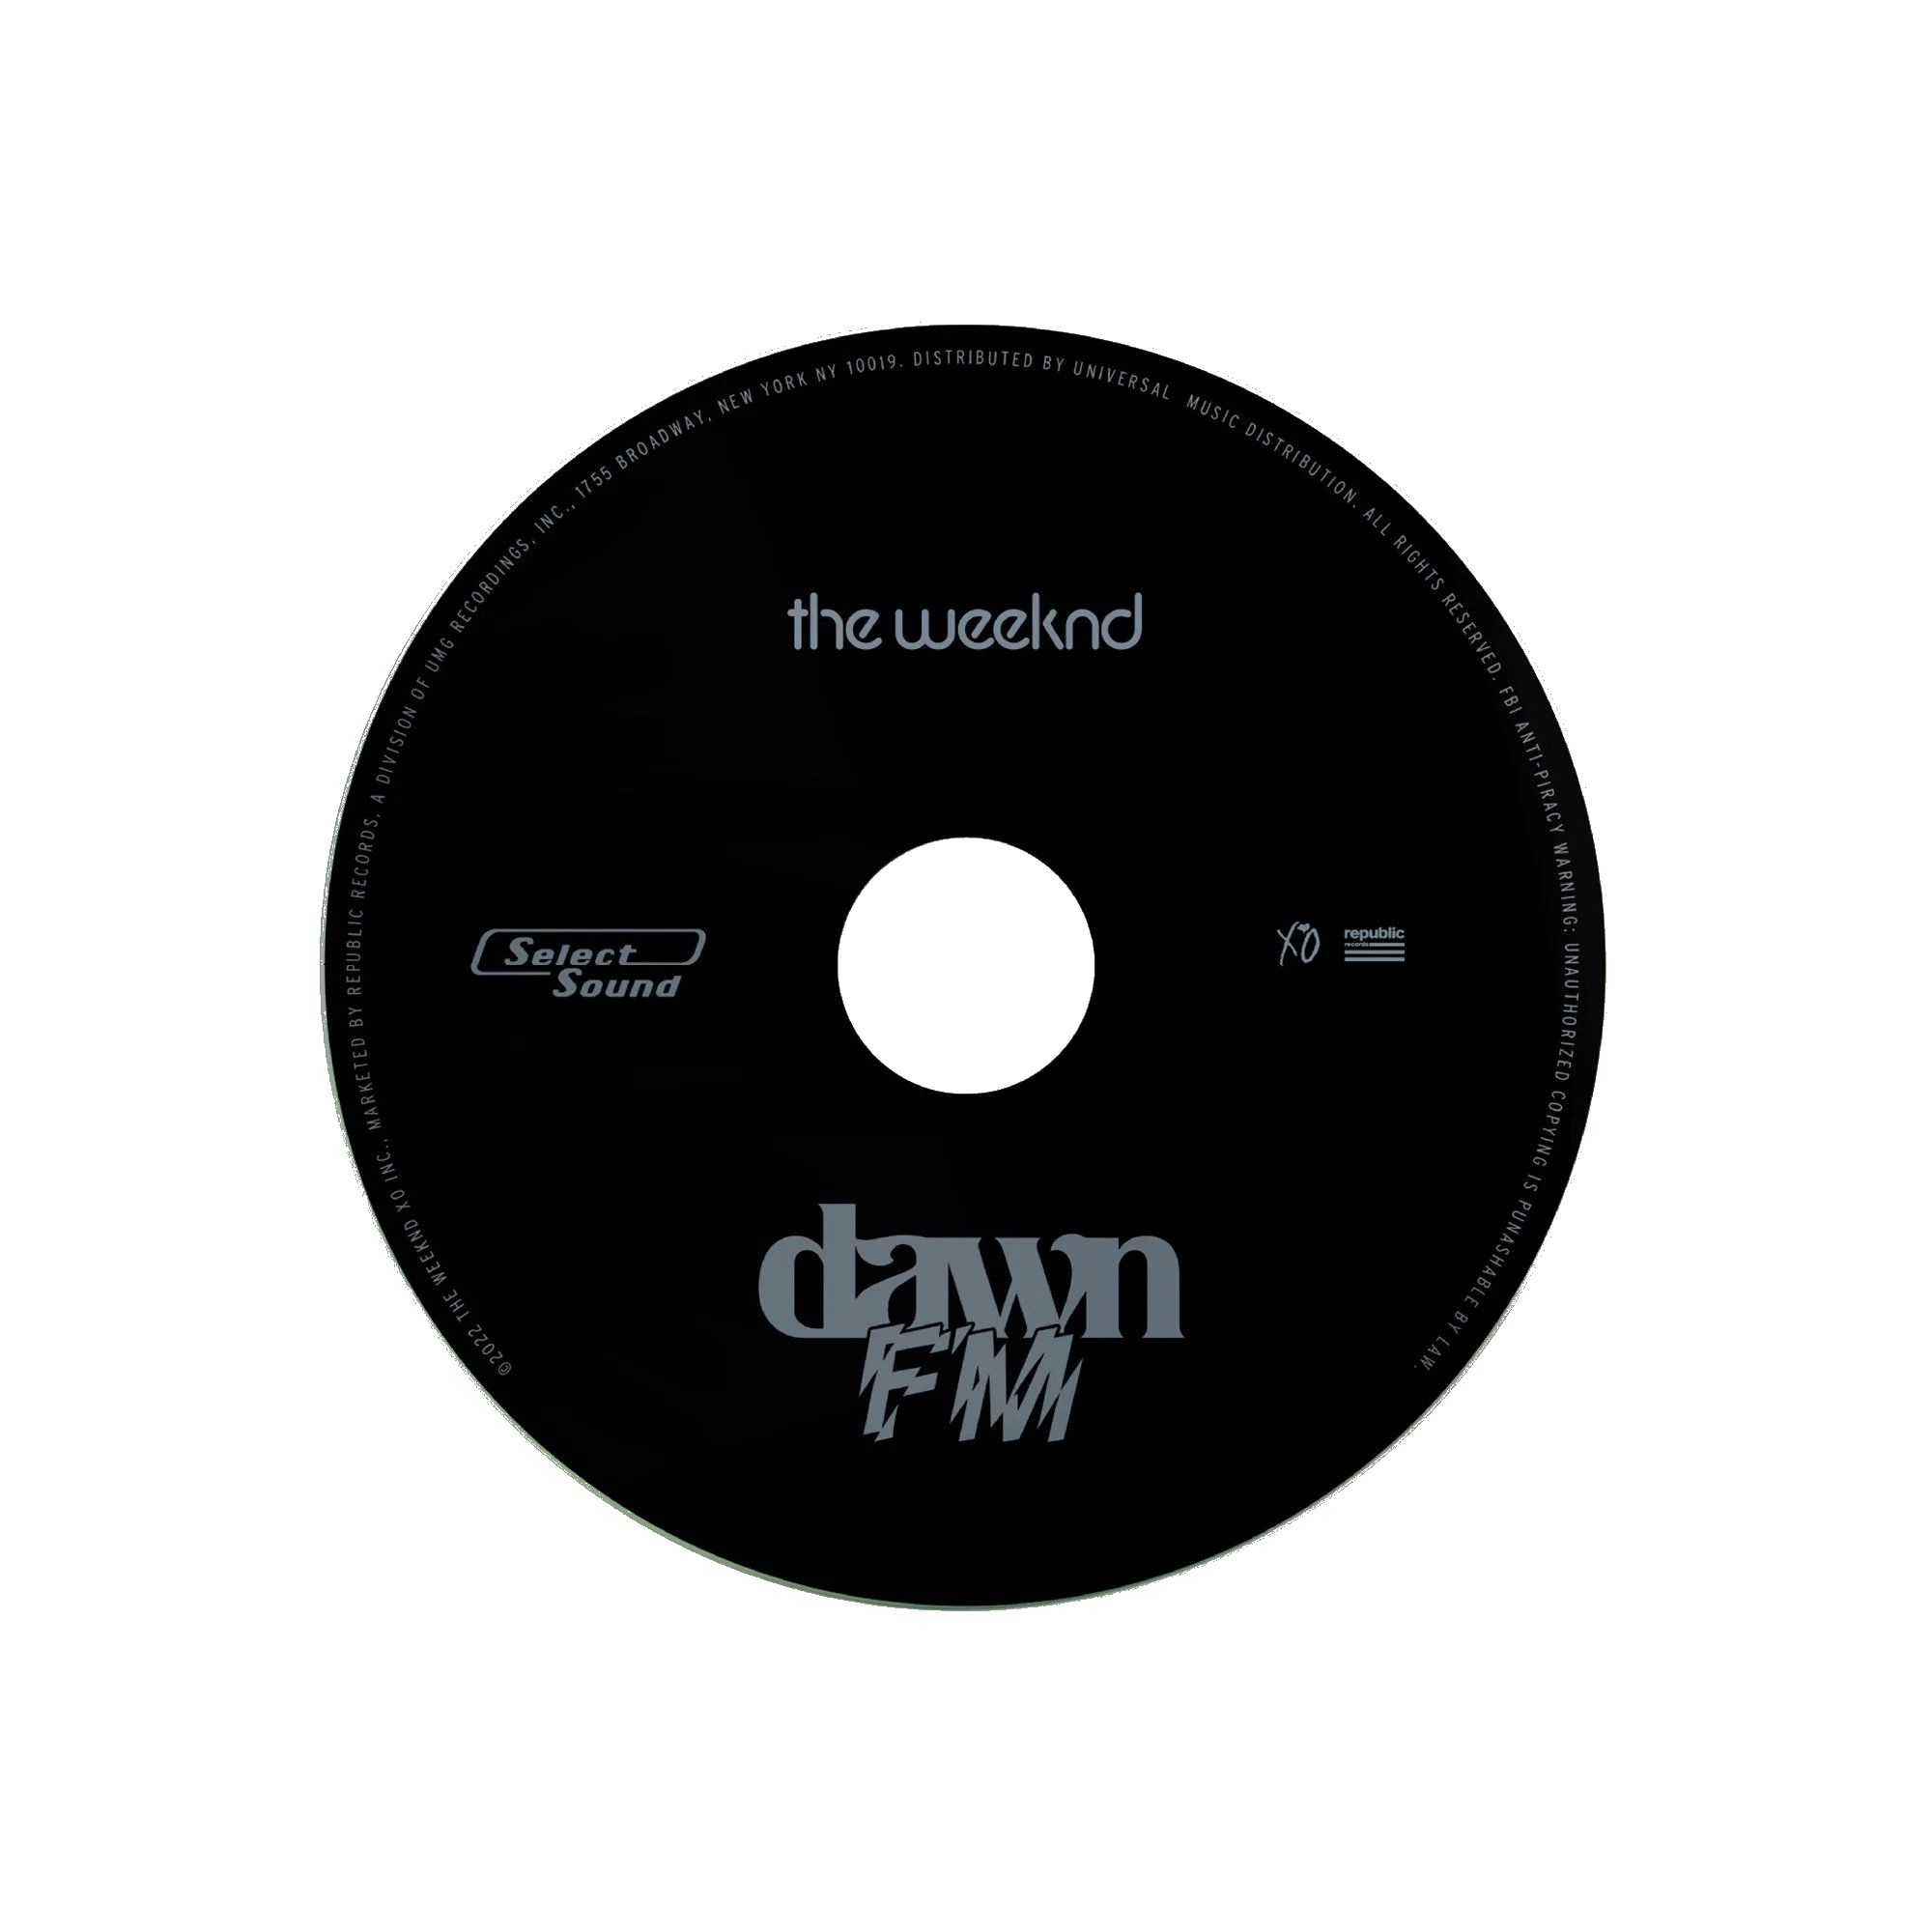 the weeknd
Select
Sound
XO
republic
records
dawn
FM
©2022 THE WEEKND XO INC., MARKETED BY REPUBLIC RECORDS, A DIVISION OF UMG RECORDINGS, INC., 1755 BROADWAY, NEW YORK NY 10019. DISTRIBUTED BY UNIVERSAL MUSIC DISTRIBUTION. ALL RIGHTS RESERVED. FBI ANTI-PIRACY WARNING: UNAUTHORIZED COPYING IS PUNASHABLE BY LAW.